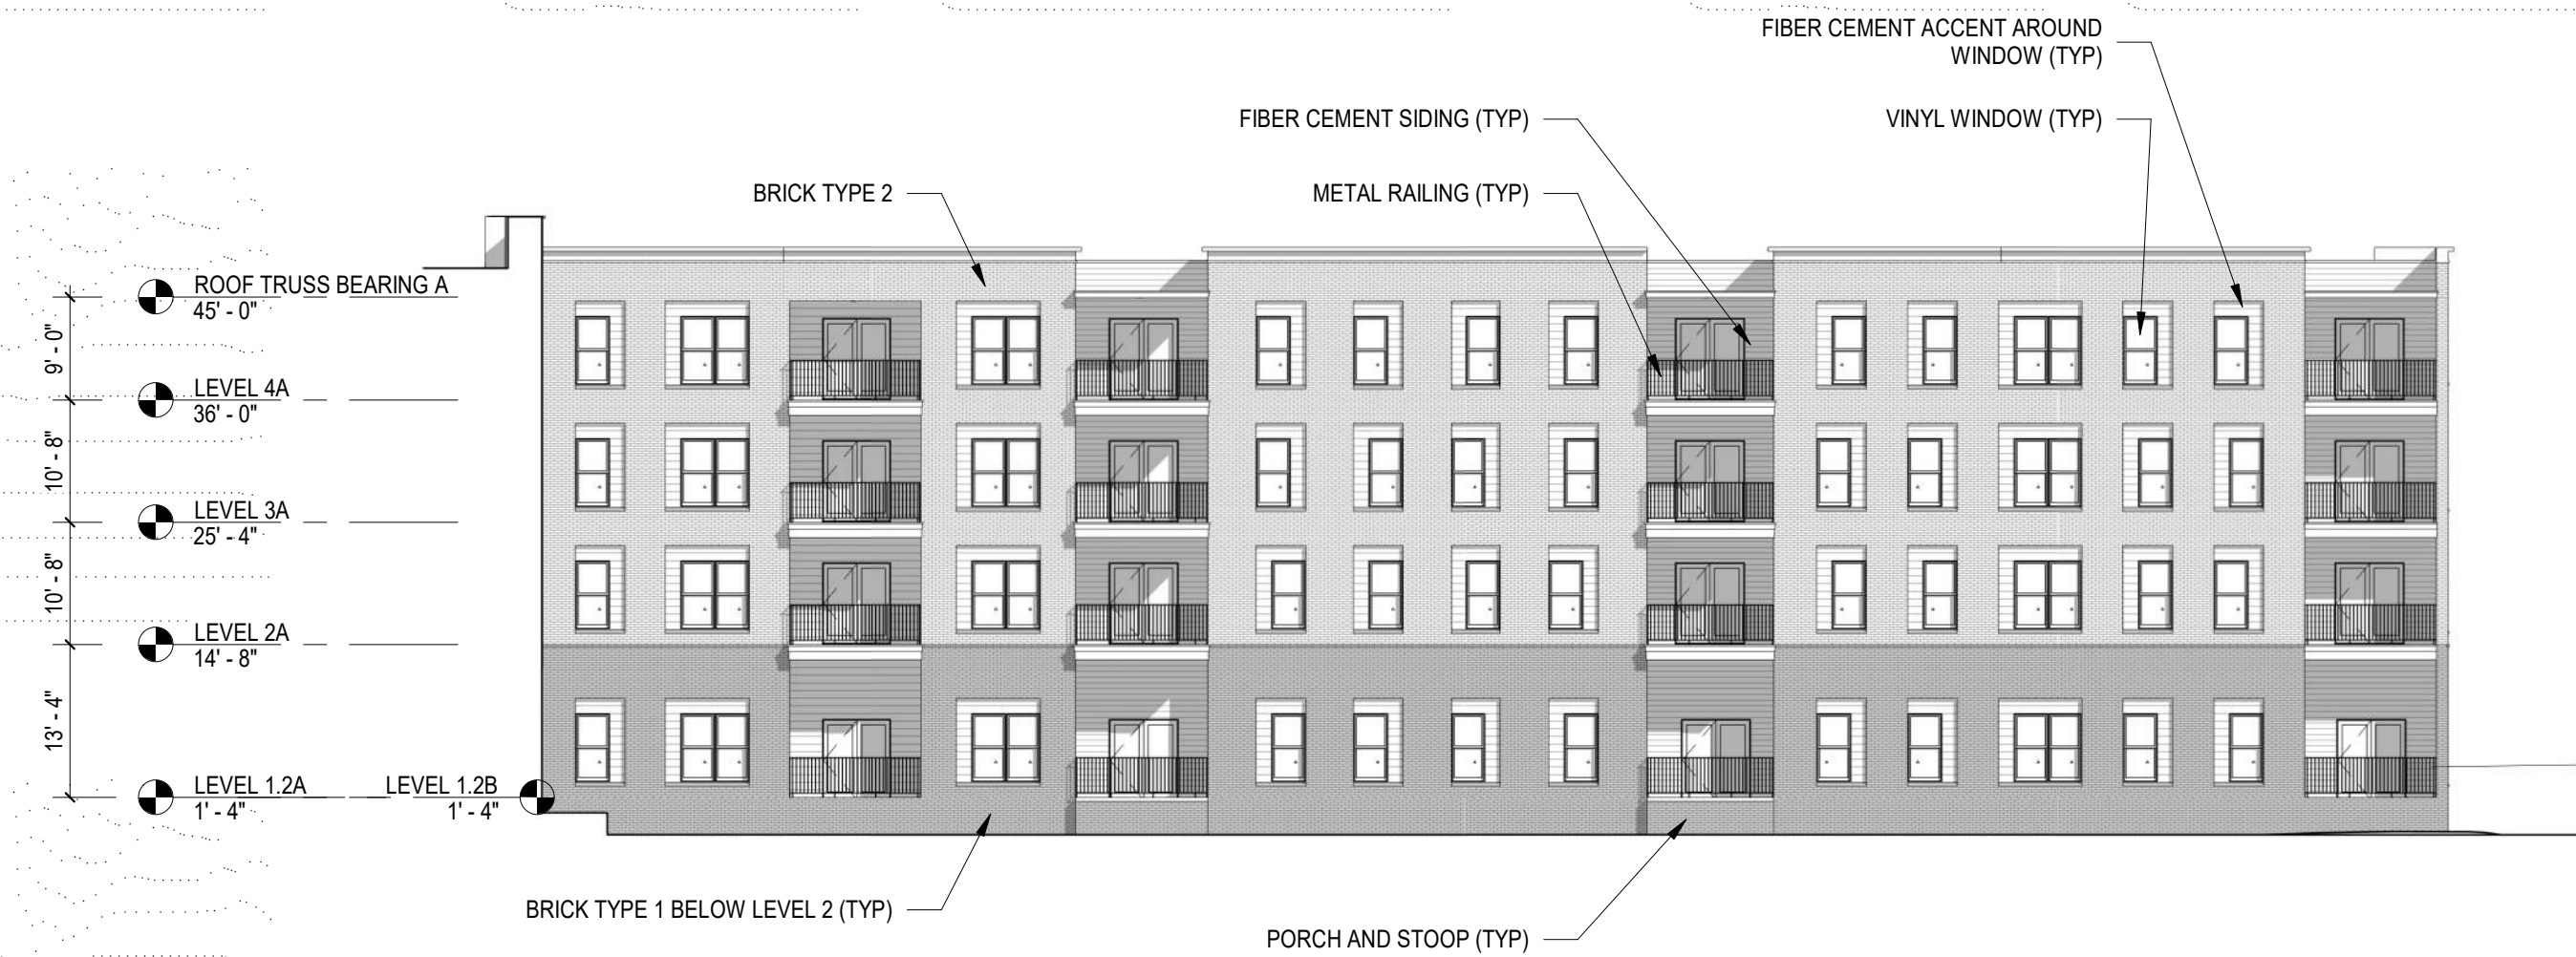 FIBER CEMENT ACCENT AROUND
WINDOW (TYP)
FIBER CEMENT SIDING (TYP)
VINYL WINDOW (TYP)
BRICK TYPE 2
METAL RAILING (TYP)
ROOF TRUSS BEARING A
45' - 0"
9' - 0"
LEVEL 4A
36' - 0"
10' - 8"
LEVEL 3A
25' - 4"
10' - 8"
LEVEL 2A
14' - 8"
13' - 4"
LEVEL 1.2A
1' - 4"
LEVEL 1.2B
1' - 4"
BRICK TYPE 1 BELOW LEVEL 2 (TYP)
PORCH AND STOOP (TYP)